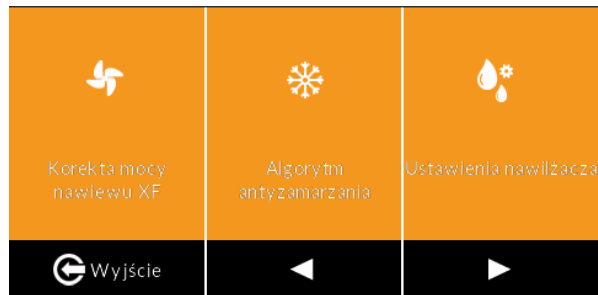 Korekta mocy
nawiewu XF
Algorytm
antyzamarzania
Ustawienia nawilżacza
Wyjście